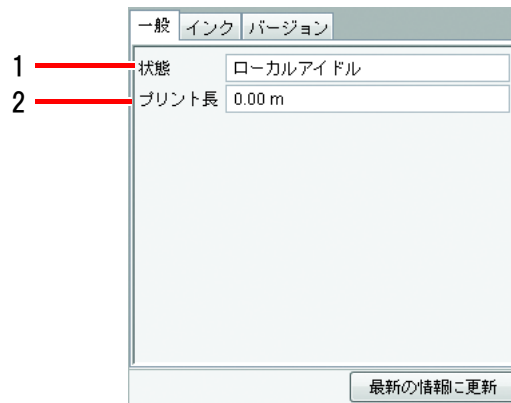 一般 インク バージョン
1 状態 ローカルアイドル
2 プリント長 0.00 m
最新の情報に更新